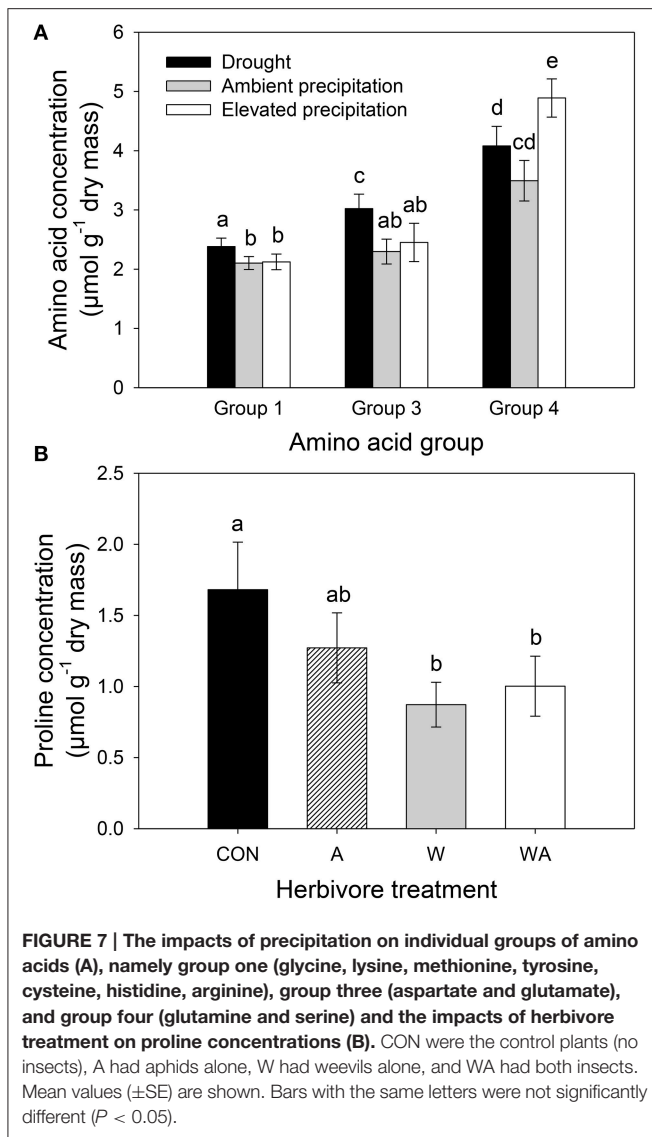 A
Amino acid concentration
(µmol g-1 dry mass)
6
5
4
3
2
1
0
Drought
Ambient precipitation
Elevated precipitation
a
b
b
c
ab
ab
d
cd
e
Group 1
Group 3
Group 4
Amino acid group
B
Proline concentration
(µmol g-1 dry mass)
2.5
2.0
1.5
1.0
0.5
0.0
a
ab
b
b
CON
A
W
WA
Herbivore treatment
FIGURE 7 | The impacts of precipitation on individual groups of amino
acids (A), namely group one (glycine, lysine, methionine, tyrosine,
cysteine, histidine, arginine), group three (aspartate and glutamate),
and group four (glutamine and serine) and the impacts of herbivore
treatment on proline concentrations (B). CON were the control plants (no
insects), A had aphids alone, W had weevils alone, and WA had both insects.
Mean values (±SE) are shown. Bars with the same letters were not significantly
different (P < 0.05).